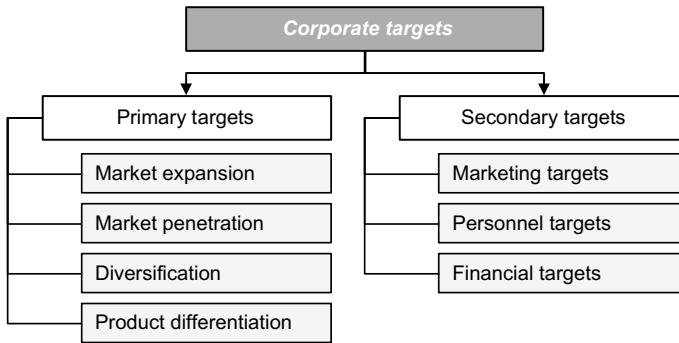 Corporate targets
Primary targets
Market expansion
Market penetration
Diversification
Product differentiation
Secondary targets
Marketing targets
Personnel targets
Financial targets